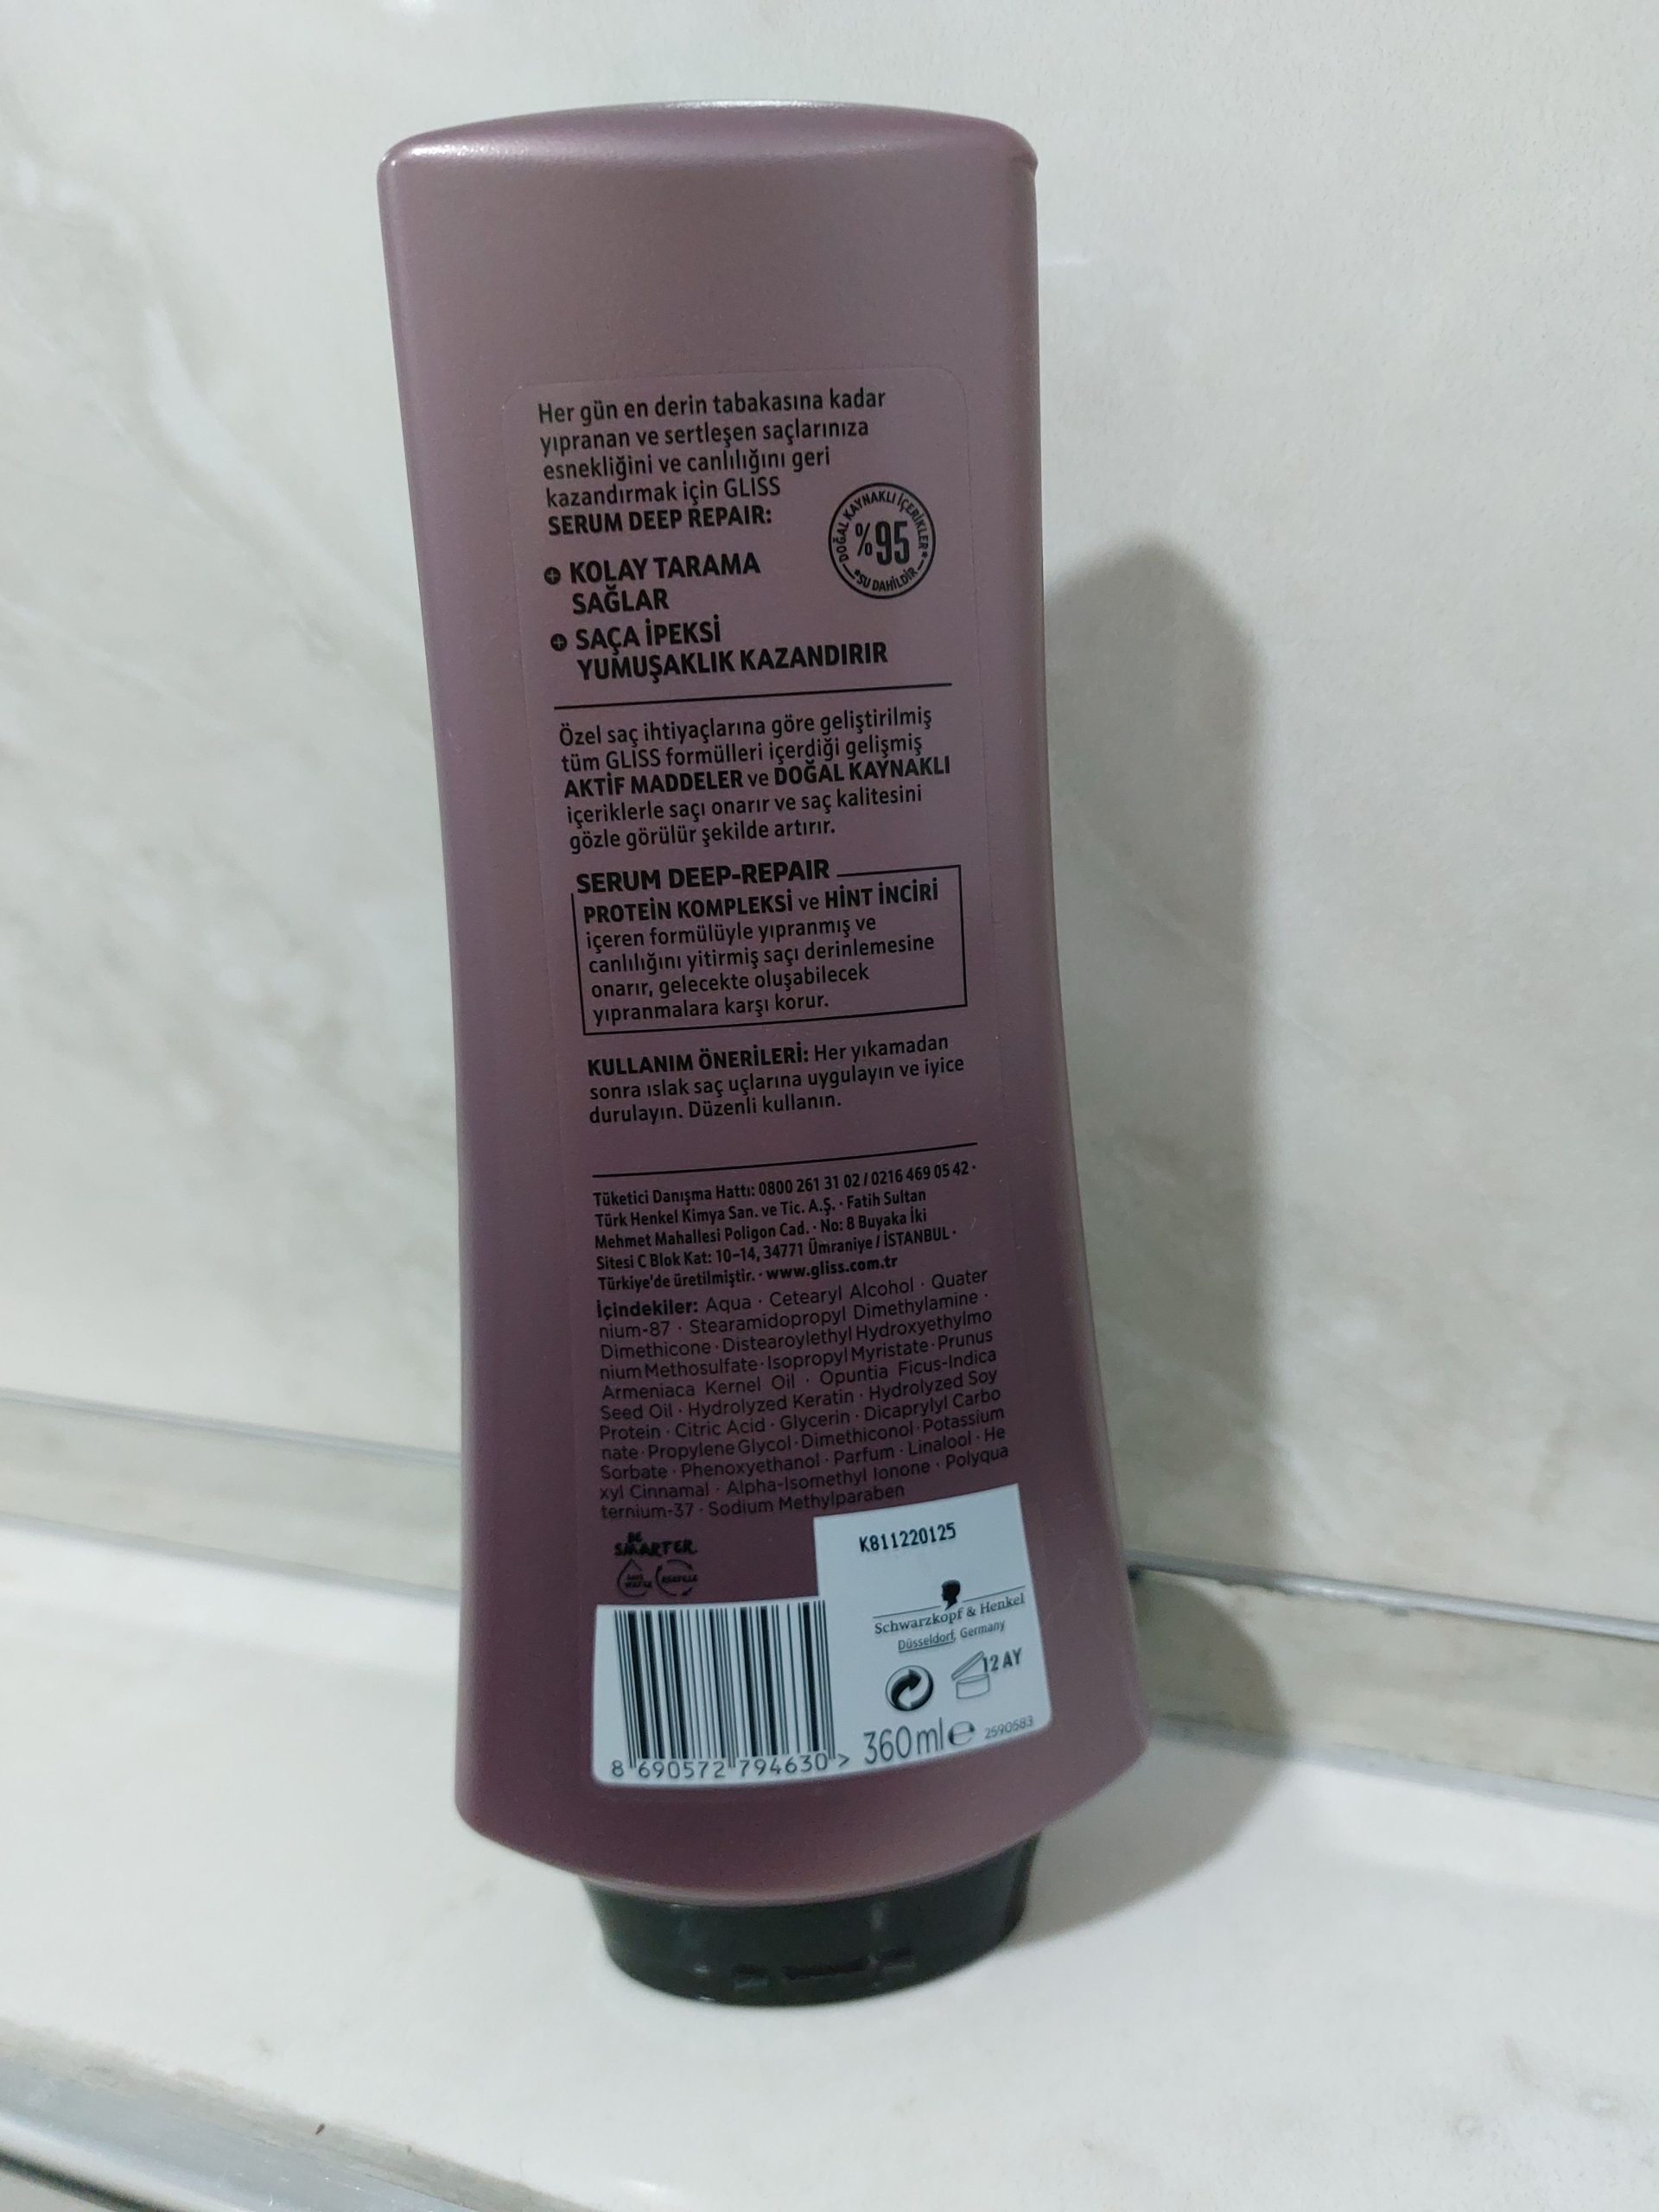 Her gün en derin tabakasına kadar
yıpranan ve sertleşen saçlarınıza
esnekliğini ve canlılığını geri
kazandırmak için GLISS
SERUM DEEP REPAIR:
DOĞAL KAYNAKLI İÇERİKLER*
%95
*SU DAHİLDİR
KOLAY TARAMA
SAĞLAR
SAÇA İPEKSİ
YUMUŞAKLIK KAZANDIRIR
Özel saç ihtiyaçlarına göre geliştirilmiş
tüm GLISS formülleri içerdiği gelişmiş
AKTİF MADDELER ve DOĞAL KAYNAKLI
içeriklerle saçı onarır ve saç kalitesini
gözle görülür şekilde artırır.
SERUM DEEP-REPAIR
PROTEİN KOMPLEKSİ ve HİNT İNCİRİ
içeren formülüyle yıpranmış ve
canlılığını yitirmiş saçı derinlemesine
onarır, gelecekte oluşabilecek
yıpranmalara karşı korur.
KULLANIM ÖNERİLERİ: Her yıkamadan
sonra ıslak saç uçlarına uygulayın ve iyice
durulayın. Düzenli kullanın.
Tüketici Danışma Hattı: 0800 261 31 02 / 0216 469 05 42 ·
Türk Henkel Kimya San. ve Tic. A.Ş. · Fatih Sultan
Mehmet Mahallesi Poligon Cad. · No: 8 Buyaka İki
Sitesi C Blok Kat: 10-14, 34771 Ümraniye / İSTANBUL ·
Türkiye'de üretilmiştir. · www.gliss.com.tr
İçindekiler: Aqua · Cetearyl Alcohol · Quater
nium-87 · Stearamidopropyl Dimethylamine ·
Dimethicone · Distearoylethyl Hydroxyethylmo
nium Methosulfate · Isopropyl Myristate · Prunus
Armeniaca Kernel Oil · Opuntia Ficus-Indica
Seed Oil · Hydrolyzed Keratin · Hydrolyzed Soy
Protein · Citric Acid · Glycerin · Dicaprylyl Carbo
nate · Propylene Glycol · Dimethiconol · Potassium
Sorbate · Phenoxyethanol · Parfum · Linalool · He
xyl Cinnamal · Alpha-Isomethyl Ionone · Polyqua
ternium-37 · Sodium Methylparaben
BE
SMARTER.
SAVE WATER RECYCLE
K811220125
Schwarzkopf & Henkel
Düsseldorf, Germany
12 AY
360 ml e 2590583
8 690572 794630 >